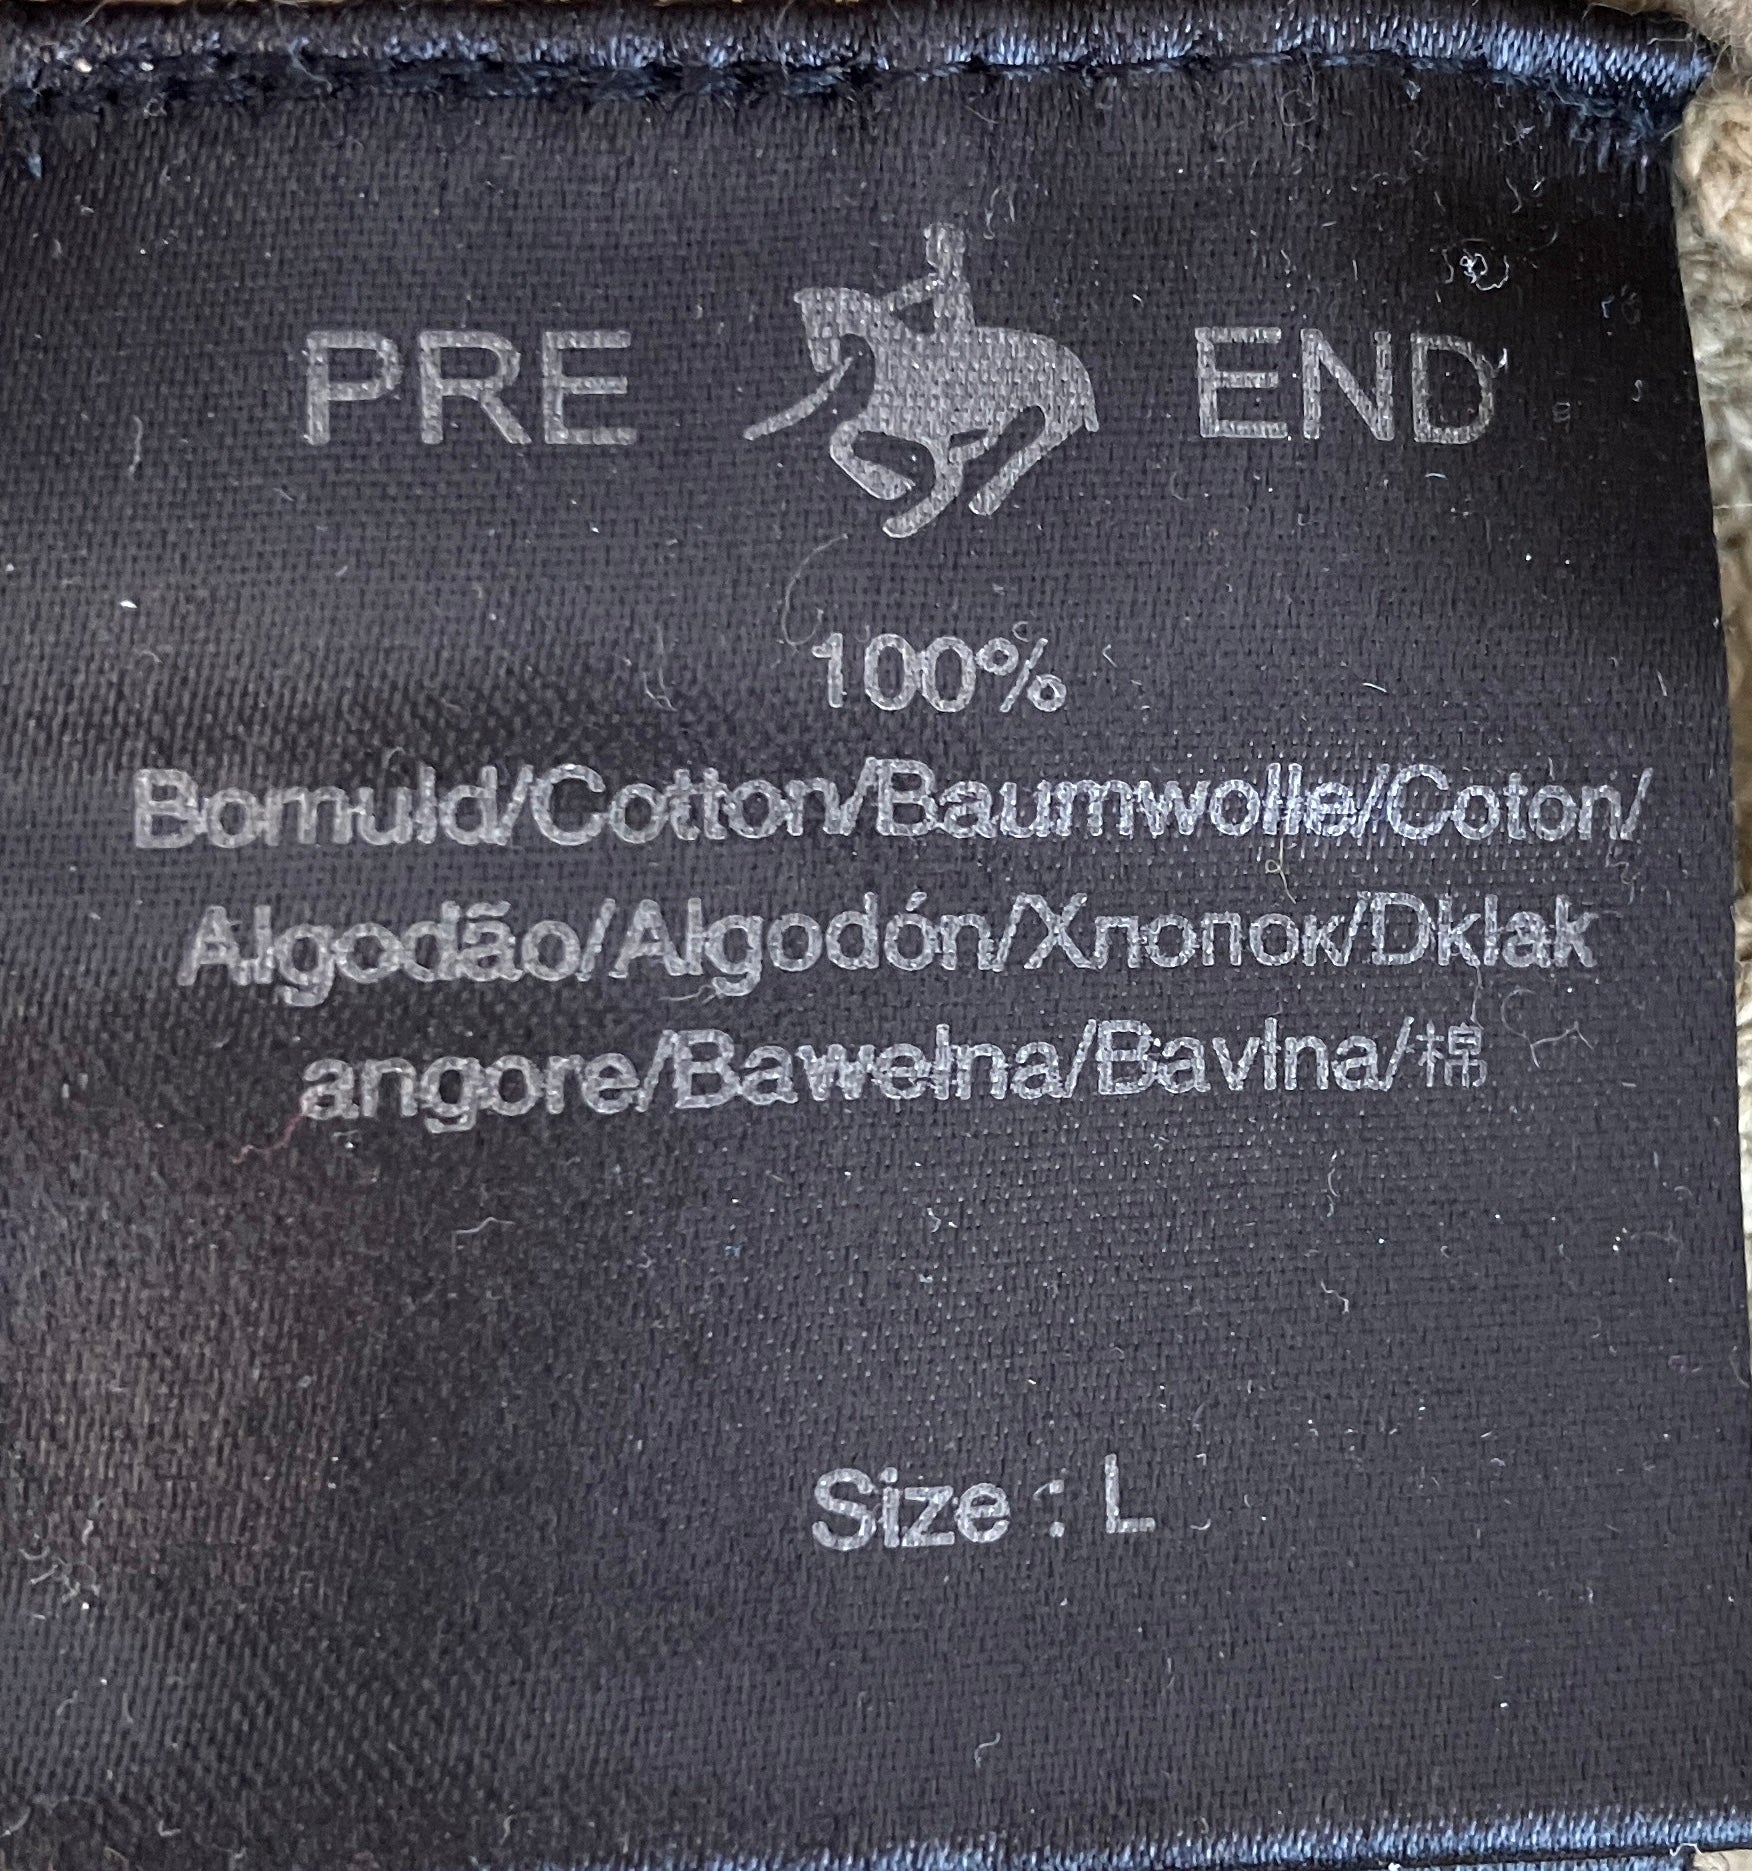 PRE END
100%
Bomuld/Cotton/Baumwolle/Coton/
Algodão/Algodón/Хлопок/Dklak
angore/Bawelna/Bavlna/棉
Size : L